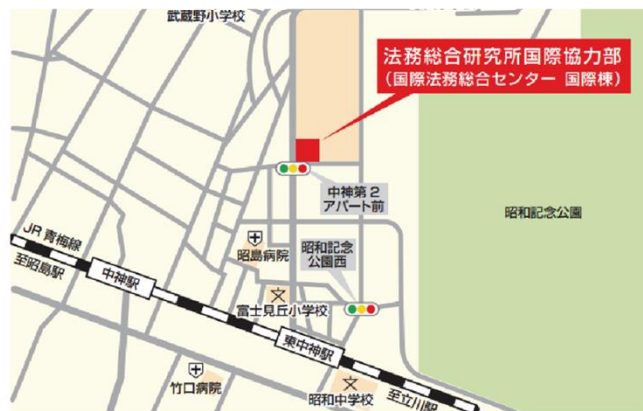 武蔵野小学校
法務総合研究所国際協力部
（国際法務総合センター 国際棟）
中神第２
アパート前
昭和記念公園
JR 青梅線
至昭島駅
中神駅
昭島病院
昭和記念
公園西
富士見丘小学校
東中神駅
竹口病院
昭和中学校
至立川駅